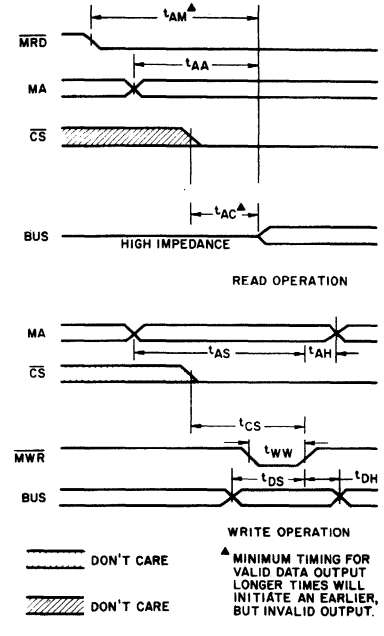 tAM▲
MRD
tAA
MA
CS
tAC▲
BUS
HIGH IMPEDANCE
READ OPERATION
MA
tAS
tAH
CS
tCS
MWR
tWW
tDS
tDH
BUS
WRITE OPERATION
DON'T CARE
DON'T CARE
▲ MINIMUM TIMING FOR
VALID DATA OUTPUT
LONGER TIMES WILL
INITIATE AN EARLIER,
BUT INVALID OUTPUT.